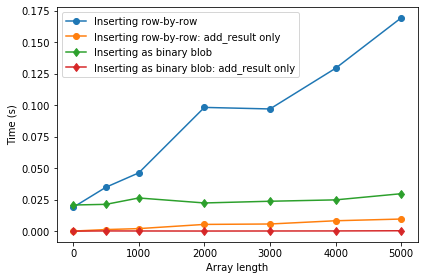 Inserting row-by-row
Inserting row-by-row: add_result only
Inserting as binary blob
Inserting as binary blob: add_result only
0.175
0.150
0.125
0.100
0.075
0.050
0.025
0.000
Time (s)
0 1000 2000 3000 4000 5000
Array length